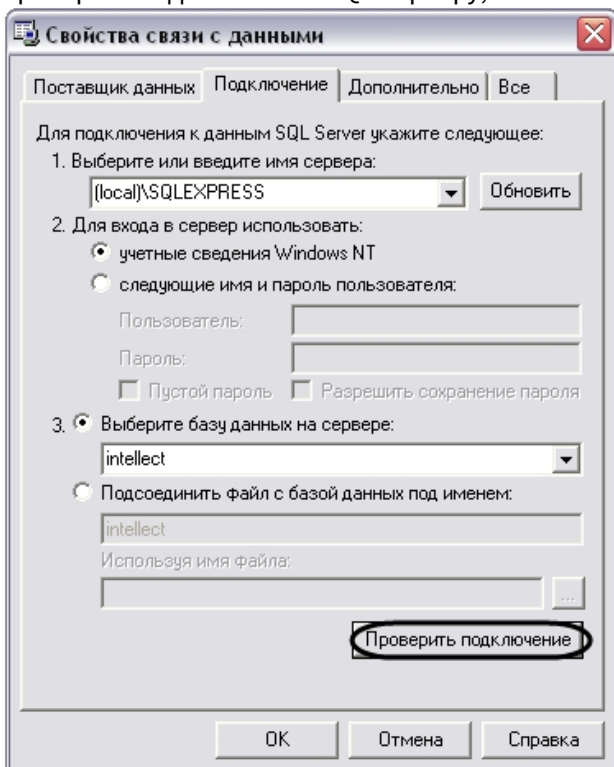 Свойства связи с данными
Поставщик данных Подключение Дополнительно Все
Для подключения к данным SQL Server укажите следующее:
1. Выберите или введите имя сервера:
(local)\SQLEXPRESS Обновить
2. Для входа в сервер использовать:
учетные сведения Windows NT
следующие имя и пароль пользователя:
Пользователь:
Пароль:
Пустой пароль Разрешить сохранение пароля
3. Выберите базу данных на сервере:
intellect
Подсоединить файл с базой данных под именем:
intellect
Используя имя файла:
...
Проверить подключение
OK Отмена Справка